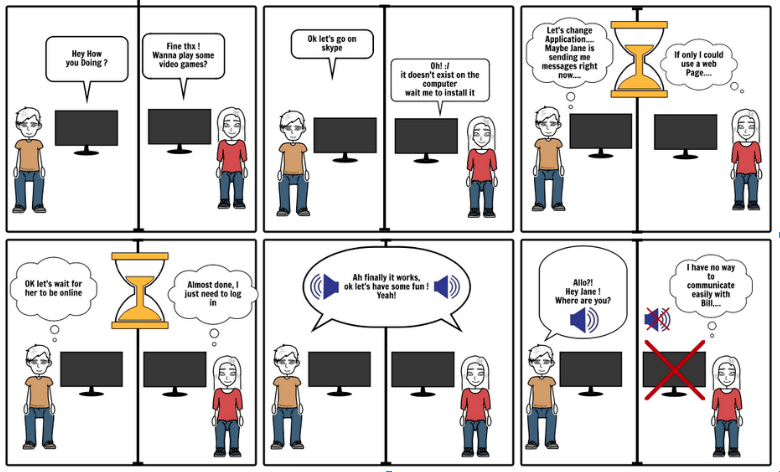 Hey How
you Doing ?
Fine thx !
Wanna play some
video games?
Ok let's go on
skype
Oh! :/
it doesn't exist on the
computer
wait me to install it
Let's change
Application....
Maybe Jane is
sending me
messages right
now....
If only I could
use a web
Page....
OK let's wait for
her to be online
Almost done, I
just need to log
in
Ah finally it works,
ok let's have some fun !
Yeah!
Allo?!
Hey Jane !
Where are you?
I have no way
to
communicate
easily with
Bill....